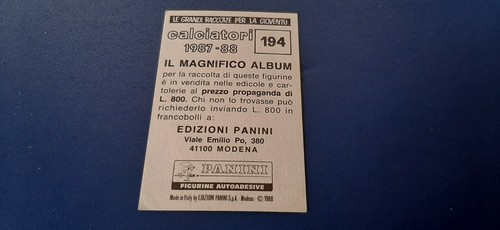 LE GRANDI RACCOLTE PER LA GIOVENTÙ
calciatori
1987-88
194
IL MAGNIFICO ALBUM
per la raccolta di queste figurine
è in vendita nelle edicole e car-
tolerie al prezzo propaganda di
L. 800. Chi non lo trovasse può
richiederlo inviando L. 800 in
francobolli a:
EDIZIONI PANINI
Viale Emilio Po, 380
41100 MODENA
PANINI
FIGURINE AUTOADESIVE
Made in Italy by EDIZIONI PANINI S.p.A. - Modena - © 1988